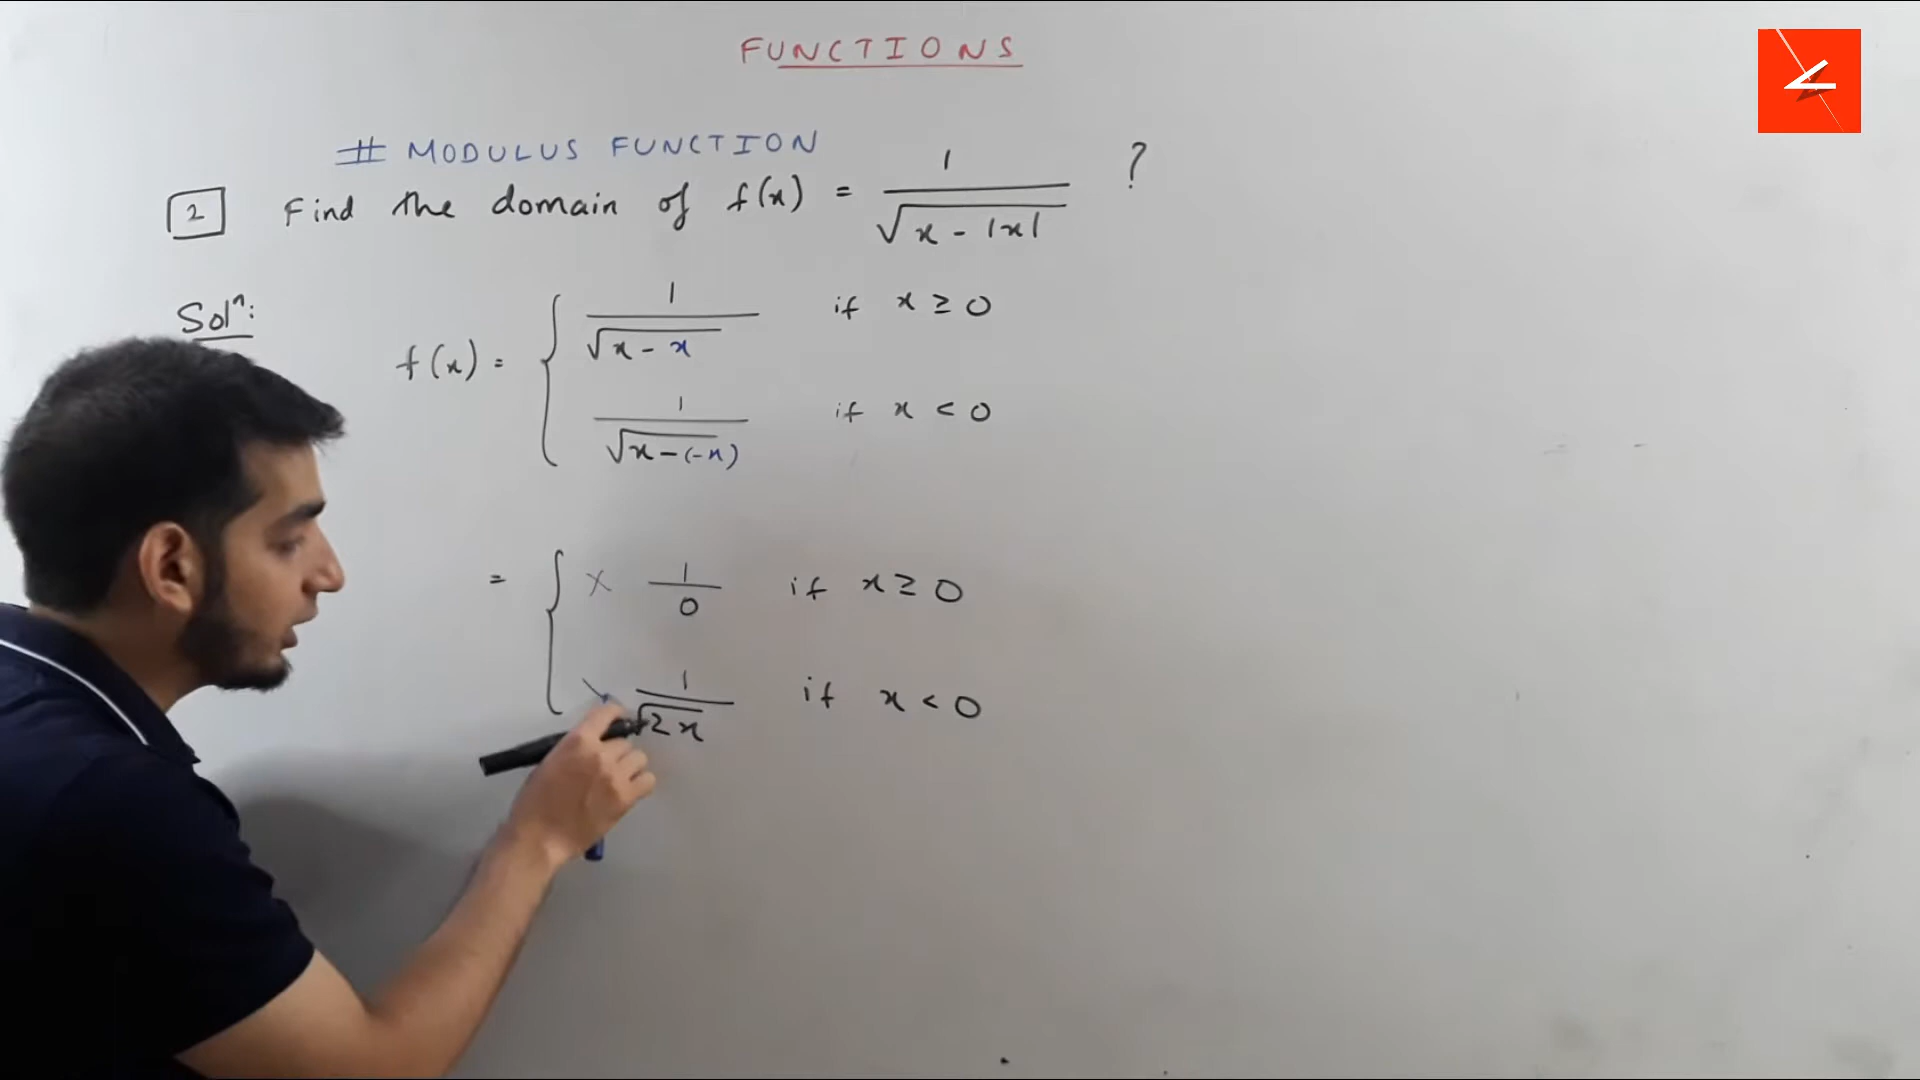 FUNCTIONS
# MODULUS FUNCTION
2 Find the domain of f(x) = 1/√(x - |x|) ?
Solⁿ:
f(x) = { 1/√(x - x) if x ≥ 0
1/√(x-(-x)) if x < 0
= { × 1/0 if x ≥ 0
1/√(2x) if x < 0